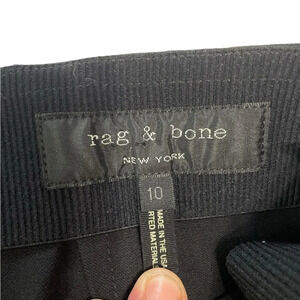 rag & bone
NEW YORK
10
MADE IN THE USA
RTED MATERIAL